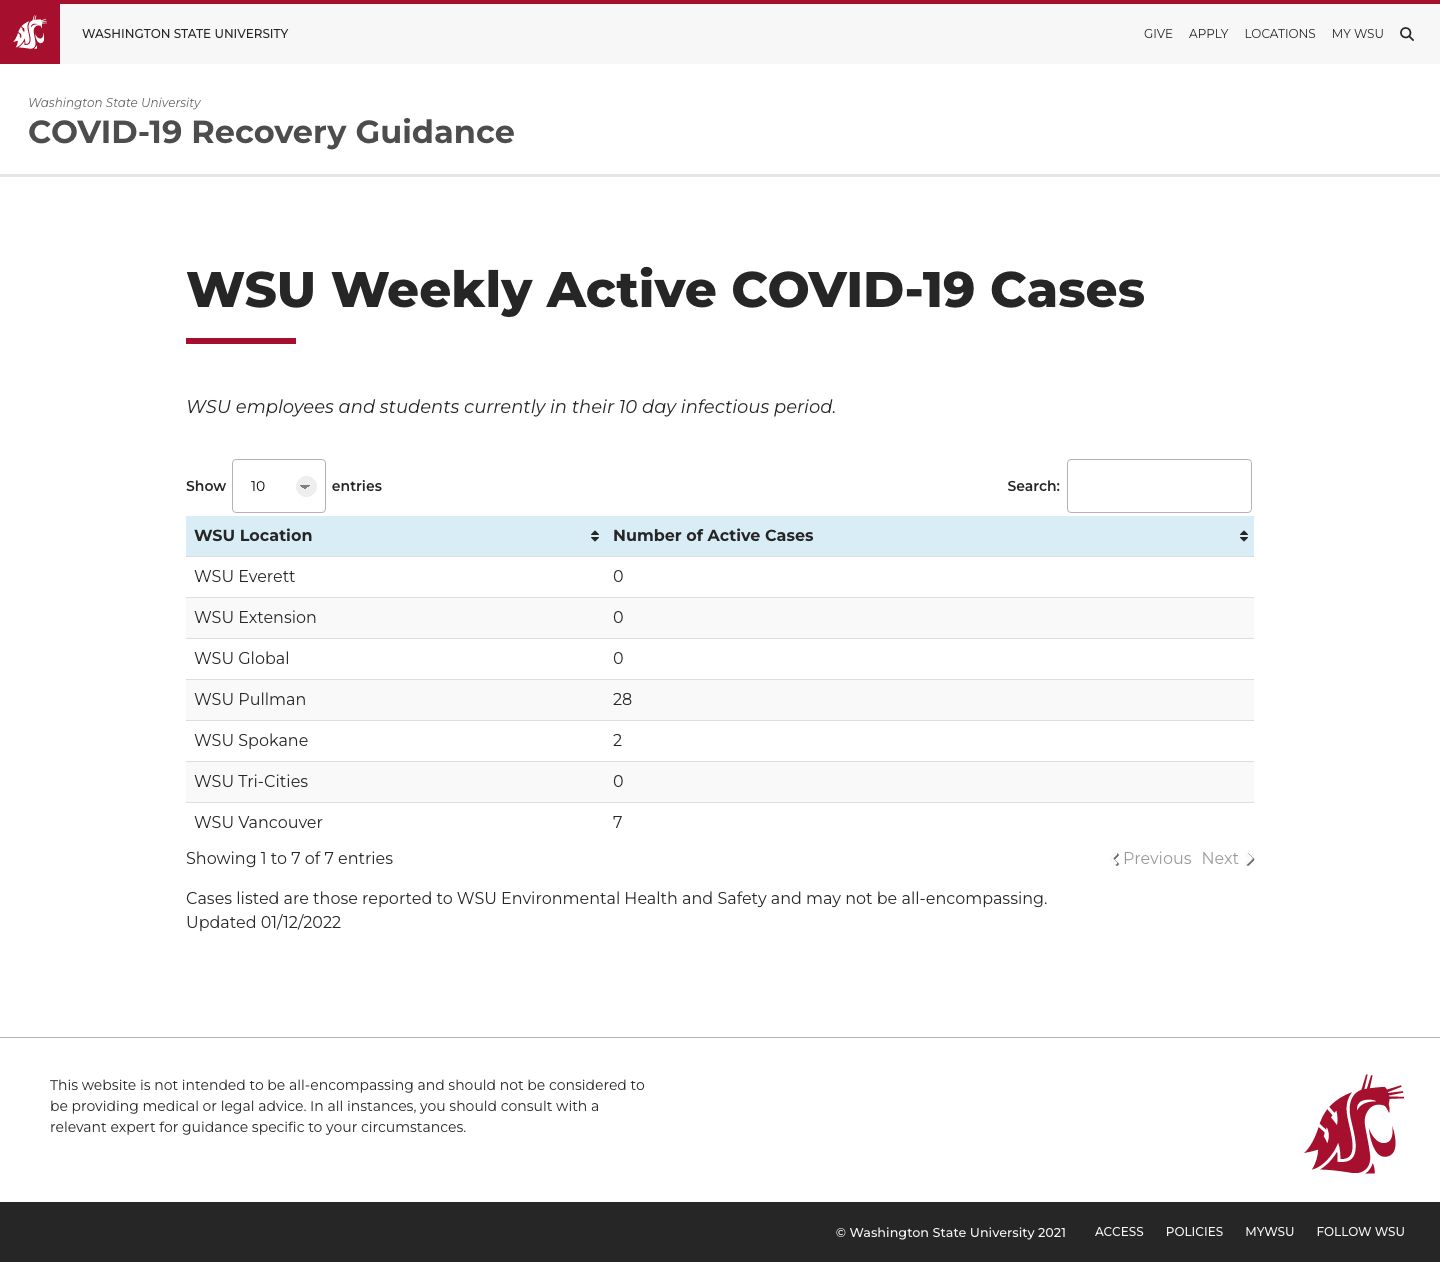 WASHINGTON STATE UNIVERSITY
GIVE APPLY LOCATIONS MY WSU
Washington State University
COVID-19 Recovery Guidance
WSU Weekly Active COVID-19 Cases
WSU employees and students currently in their 10 day infectious period.
Show 10 entries Search:
WSU Location Number of Active Cases
WSU Everett 0
WSU Extension 0
WSU Global 0
WSU Pullman 28
WSU Spokane 2
WSU Tri-Cities 0
WSU Vancouver 7
Showing 1 to 7 of 7 entries Previous Next
Cases listed are those reported to WSU Environmental Health and Safety and may not be all-encompassing.
Updated 01/12/2022
This website is not intended to be all-encompassing and should not be considered to
be providing medical or legal advice. In all instances, you should consult with a
relevant expert for guidance specific to your circumstances.
© Washington State University 2021 ACCESS POLICIES MYWSU FOLLOW WSU